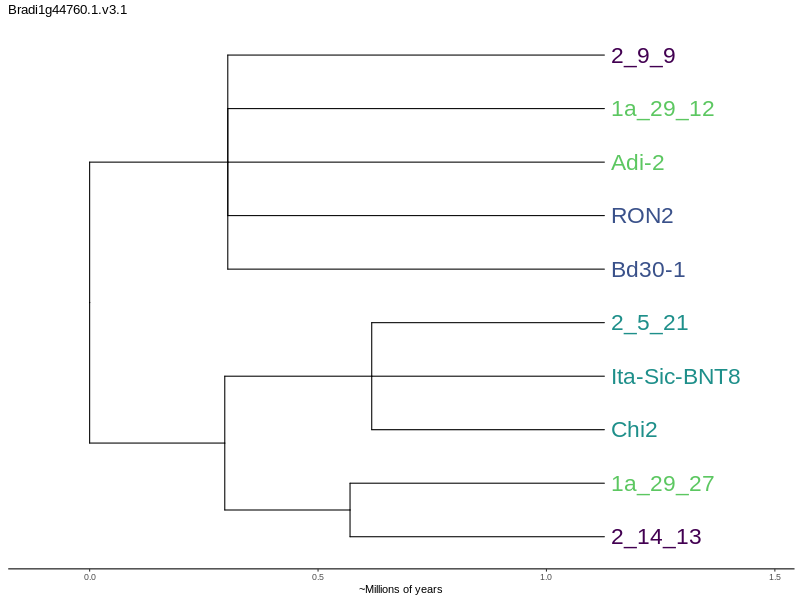 Bradi1g44760.1.v3.1
2_9_9
1a_29_12
Adi-2
RON2
Bd30-1
2_5_21
Ita-Sic-BNT8
Chi2
1a_29_27
2_14_13
0.0 0.5 1.0 1.5
~Millions of years